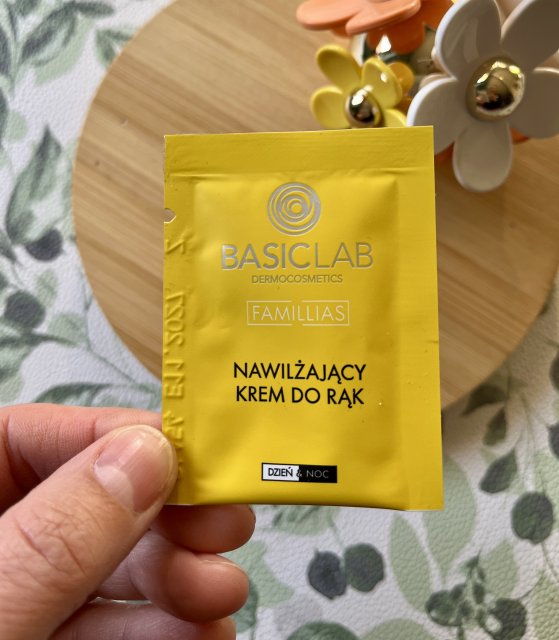 BASICLAB
DERMOCOSMETICS
FAMILLIAS
NAWILŻAJĄCY
KREM DO RĄK
DZIEŃ & NOC